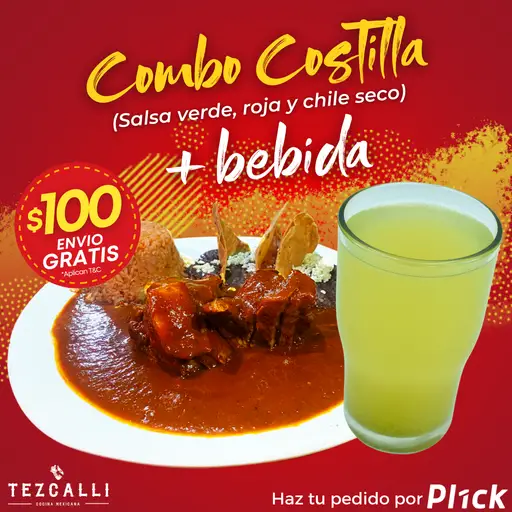 Combo Costilla
(Salsa verde, roja y chile seco)
+ bebida
$100
ENVIO
GRATIS
*Aplican T&C
TEZCALLI
COCINA MEXICANA
Haz tu pedido por Plick